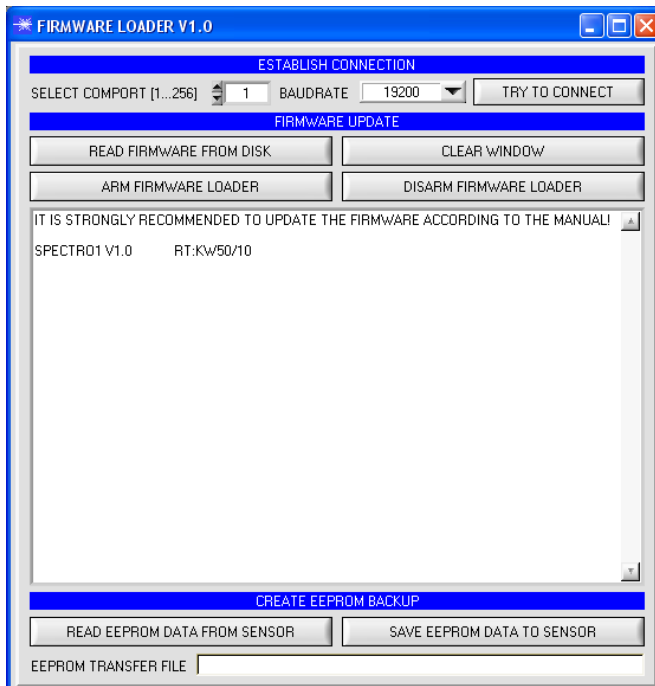 FIRMWARE LOADER V1.0
ESTABLISH CONNECTION
SELECT COMPORT [1...256] 1 BAUDRATE 19200 TRY TO CONNECT
FIRMWARE UPDATE
READ FIRMWARE FROM DISK CLEAR WINDOW
ARM FIRMWARE LOADER DISARM FIRMWARE LOADER
IT IS STRONGLY RECOMMENDED TO UPDATE THE FIRMWARE ACCORDING TO THE MANUAL!
SPECTRO1 V1.0 RT:KW50/10
CREATE EEPROM BACKUP
READ EEPROM DATA FROM SENSOR SAVE EEPROM DATA TO SENSOR
EEPROM TRANSFER FILE